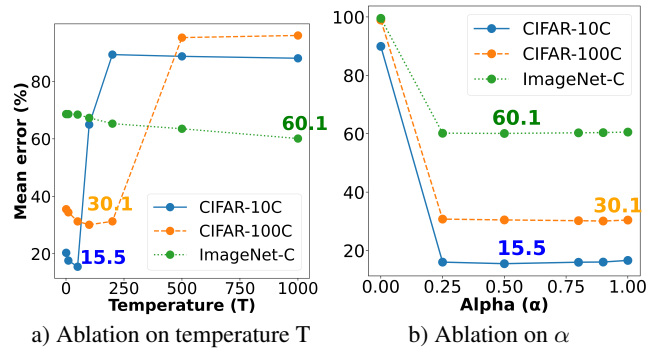 Mean error (%)
80
60
40
20
60.1
30.1
15.5
CIFAR-10C
CIFAR-100C
ImageNet-C
0
250
500
750
1000
Temperature (T)
a) Ablation on temperature T
100
80
60
40
20
CIFAR-10C
CIFAR-100C
ImageNet-C
60.1
30.1
15.5
0.00
0.25
0.50
0.75
1.00
Alpha (α)
b) Ablation on α